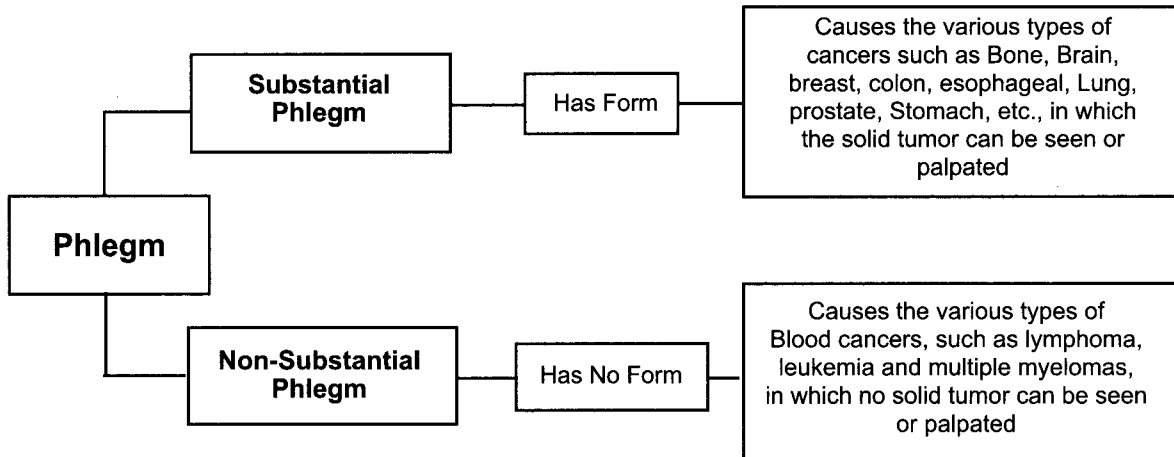 Substantial
Phlegm
Has Form
Causes the various types of
cancers such as Bone, Brain,
breast, colon, esophageal, Lung,
prostate, Stomach, etc., in which
the solid tumor can be seen or
palpated
Phlegm
Non-Substantial
Phlegm
Has No Form
Causes the various types of
Blood cancers, such as lymphoma,
leukemia and multiple myelomas,
in which no solid tumor can be seen
or palpated